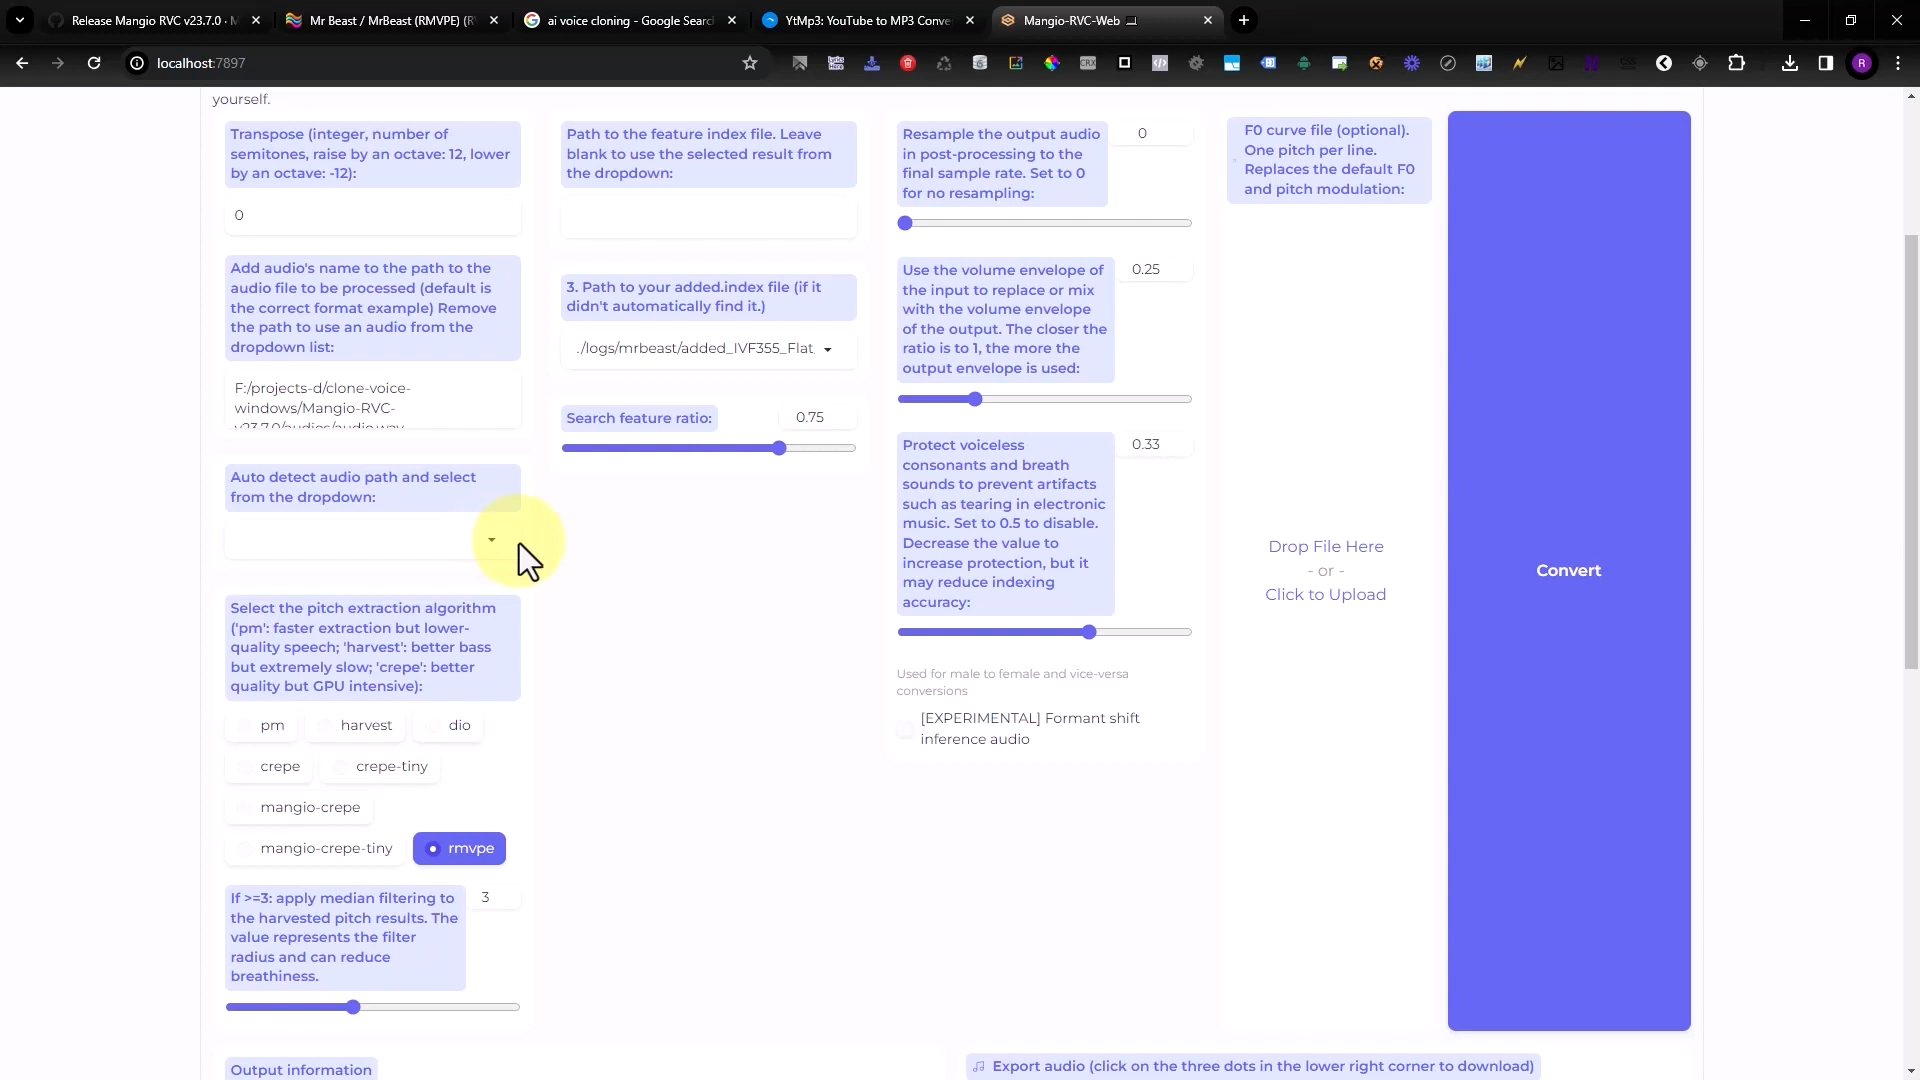 Release Mangio RVC v23.7.0 · M
Mr Beast / MrBeast (RMVPE) (R
ai voice cloning - Google Search
YtMp3: YouTube to MP3 Conve
Mangio-RVC-Web
localhost:7897
R
yourself.
Transpose (integer, number of
semitones, raise by an octave: 12, lower
by an octave: -12):
0
Add audio's name to the path to the
audio file to be processed (default is
the correct format example) Remove
the path to use an audio from the
dropdown list:
F:/projects-d/clone-voice-
windows/Mangio-RVC-
v23.7.0/audios/audio.wav
Auto detect audio path and select
from the dropdown:
Select the pitch extraction algorithm
('pm': faster extraction but lower-
quality speech; 'harvest': better bass
but extremely slow; 'crepe': better
quality but GPU intensive):
pm
harvest
dio
crepe
crepe-tiny
mangio-crepe
mangio-crepe-tiny
rmvpe
If >=3: apply median filtering to
the harvested pitch results. The
value represents the filter
radius and can reduce
breathiness.
3
Path to the feature index file. Leave
blank to use the selected result from
the dropdown:
3. Path to your added.index file (if it
didn't automatically find it.)
./logs/mrbeast/added_IVF355_Flat_
Search feature ratio:
0.75
Resample the output audio
in post-processing to the
final sample rate. Set to 0
for no resampling:
0
Use the volume envelope of
the input to replace or mix
with the volume envelope
of the output. The closer the
ratio is to 1, the more the
output envelope is used:
0.25
Protect voiceless
consonants and breath
sounds to prevent artifacts
such as tearing in electronic
music. Set to 0.5 to disable.
Decrease the value to
increase protection, but it
may reduce indexing
accuracy:
0.33
Used for male to female and vice-versa
conversions
[EXPERIMENTAL] Formant shift
inference audio
F0 curve file (optional).
One pitch per line.
Replaces the default F0
and pitch modulation:
Drop File Here
- or -
Click to Upload
Convert
Output information
Export audio (click on the three dots in the lower right corner to download)